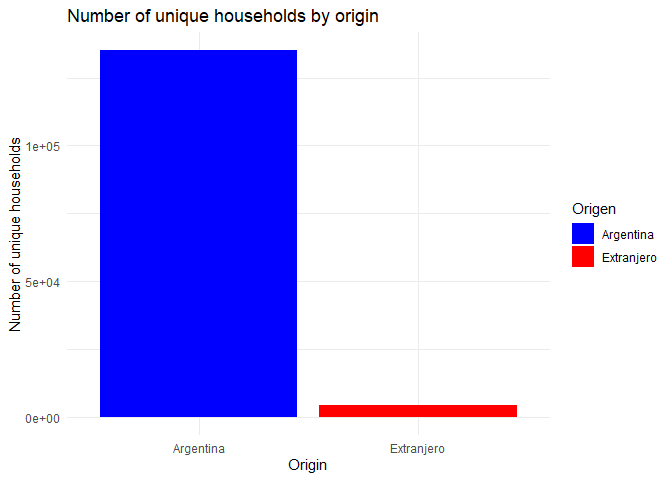 Number of unique households by origin
Number of unique households
1e+05
5e+04
0e+00
Argentina
Extranjero
Origin
Origen
Argentina
Extranjero